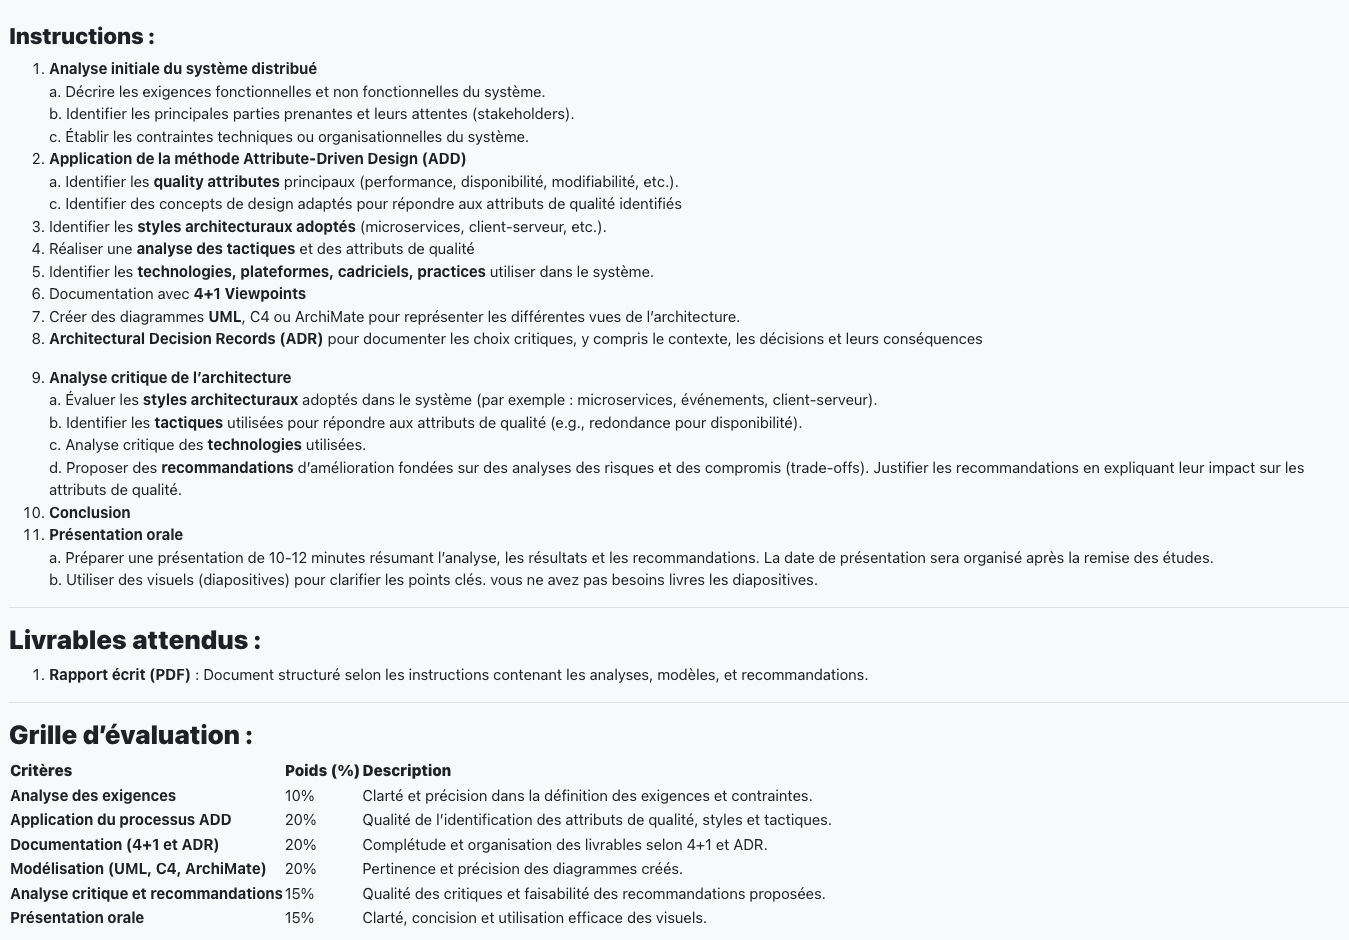 Instructions :
1. Analyse initiale du système distribué
a. Décrire les exigences fonctionnelles et non fonctionnelles du système.
b. Identifier les principales parties prenantes et leurs attentes (stakeholders).
c. Établir les contraintes techniques ou organisationnelles du système.
2. Application de la méthode Attribute-Driven Design (ADD)
a. Identifier les quality attributes principaux (performance, disponibilité, modifiabilité, etc.).
c. Identifier des concepts de design adaptés pour répondre aux attributs de qualité identifiés
3. Identifier les styles architecturaux adoptés (microservices, client-serveur, etc.).
4. Réaliser une analyse des tactiques et des attributs de qualité
5. Identifier les technologies, plateformes, cadriciels, practices utiliser dans le système.
6. Documentation avec 4+1 Viewpoints
7. Créer des diagrammes UML, C4 ou ArchiMate pour représenter les différentes vues de l'architecture.
8. Architectural Decision Records (ADR) pour documenter les choix critiques, y compris le contexte, les décisions et leurs conséquences
9. Analyse critique de l'architecture
a. Évaluer les styles architecturaux adoptés dans le système (par exemple : microservices, événements, client-serveur).
b. Identifier les tactiques utilisées pour répondre aux attributs de qualité (e.g., redondance pour disponibilité).
c. Analyse critique des technologies utilisées.
d. Proposer des recommandations d'amélioration fondées sur des analyses des risques et des compromis (trade-offs). Justifier les recommandations en expliquant leur impact sur les
attributs de qualité.
10. Conclusion
11. Présentation orale
a. Préparer une présentation de 10-12 minutes résumant l'analyse, les résultats et les recommandations. La date de présentation sera organisé après la remise des études.
b. Utiliser des visuels (diapositives) pour clarifier les points clés. vous ne avez pas besoins livres les diapositives.
Livrables attendus :
1. Rapport écrit (PDF) : Document structuré selon les instructions contenant les analyses, modèles, et recommandations.
Grille d'évaluation :
Critères Poids (%) Description
Analyse des exigences 10% Clarté et précision dans la définition des exigences et contraintes.
Application du processus ADD 20% Qualité de l'identification des attributs de qualité, styles et tactiques.
Documentation (4+1 et ADR) 20% Complétude et organisation des livrables selon 4+1 et ADR.
Modélisation (UML, C4, ArchiMate) 20% Pertinence et précision des diagrammes créés.
Analyse critique et recommandations 15% Qualité des critiques et faisabilité des recommandations proposées.
Présentation orale 15% Clarté, concision et utilisation efficace des visuels.